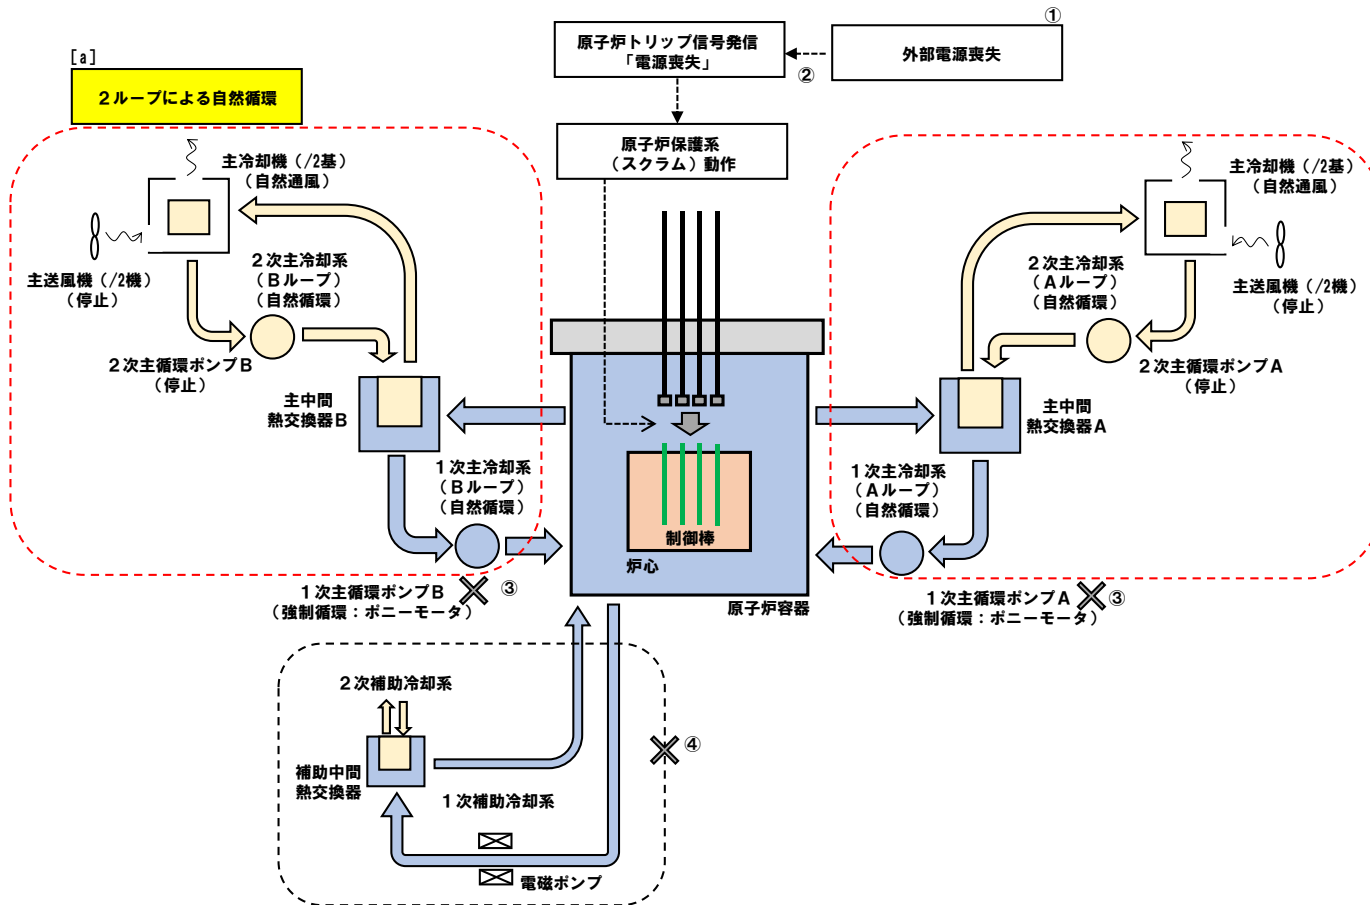 ①
原子炉トリップ信号発信
「電源喪失」
外部電源喪失
②
[a]
2ループによる自然循環
原子炉保護系
(スクラム)動作
主冷却機(/2基)
(自然通風)
主送風機(/2機)
(停止)
2次主冷却系
(Bループ)
(自然循環)
2次主循環ポンプB
(停止)
主中間
熱交換器B
1次主冷却系
(Bループ)
(自然循環)
1次主循環ポンプB
(強制循環:ポニーモータ)
③
主冷却機(/2基)
(自然通風)
主送風機(/2機)
(停止)
2次主冷却系
(Aループ)
(自然循環)
2次主循環ポンプA
(停止)
主中間
熱交換器A
1次主冷却系
(Aループ)
(自然循環)
1次主循環ポンプA
(強制循環:ポニーモータ)
③
制御棒
炉心
原子炉容器
2次補助冷却系
④
補助中間
熱交換器
1次補助冷却系
電磁ポンプ